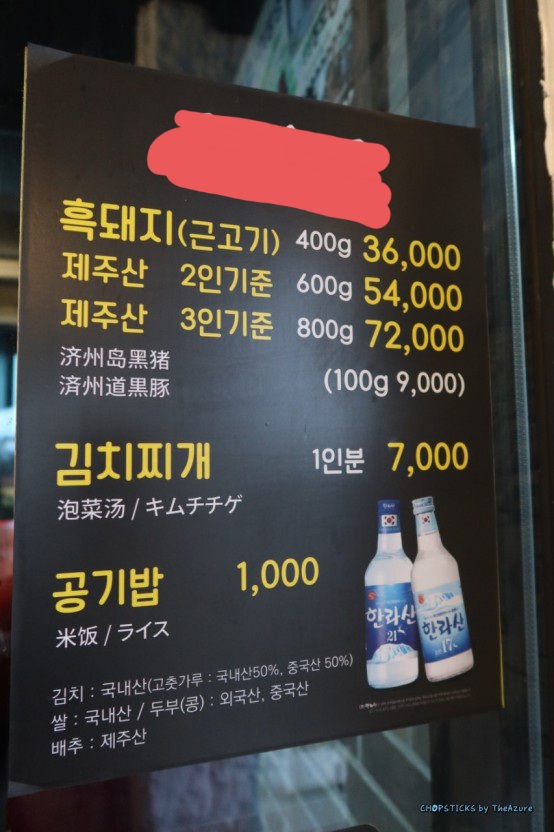 흑돼지(근고기) 400g 36,000
제주산 2인기준 600g 54,000
제주산 3인기준 800g 72,000
济州岛黑猪
済州道黒豚 (100g 9,000)
김치찌개 1인분 7,000
泡菜汤 / キムチチゲ
공기밥 1,000
米饭 / ライス
한라산
21
한라산
17
김치 : 국내산(고춧가루 : 국내산50%, 중국산 50%)
쌀 : 국내산 / 두부(콩) : 외국산, 중국산
배추 : 제주산
CHOPSTICKS by TheAzure